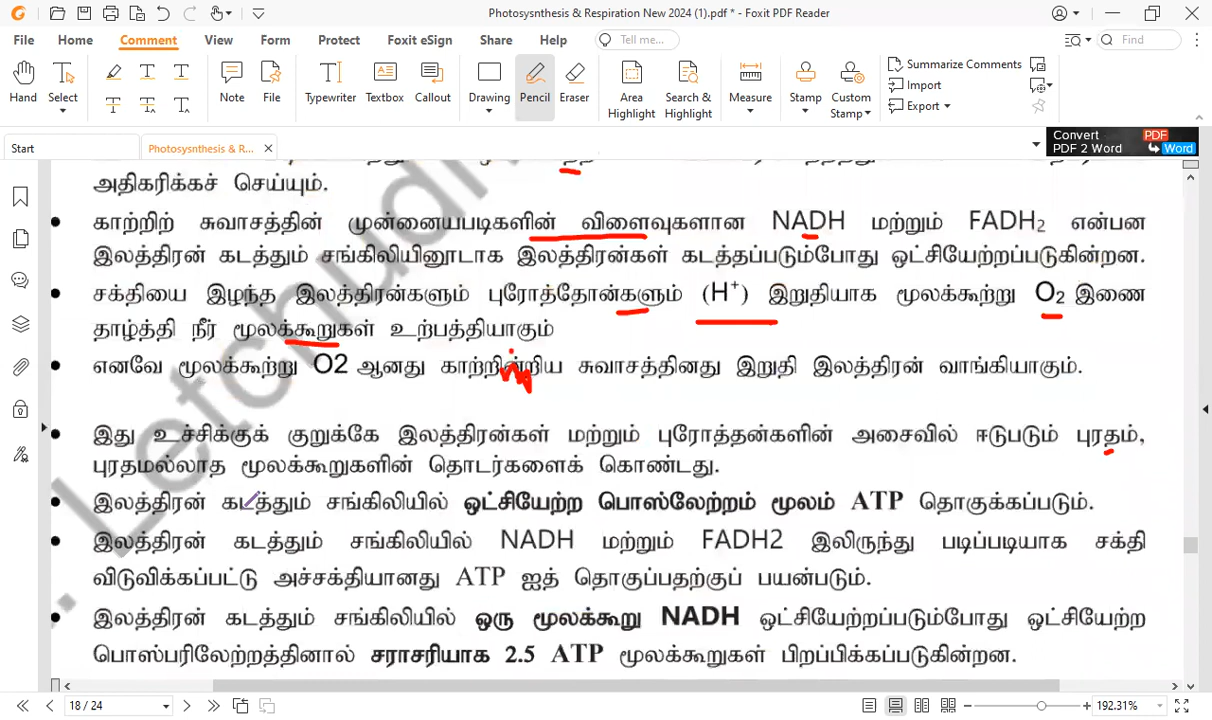 Photosysnthesis & Respiration New 2024 (1).pdf * - Foxit PDF Reader
File Home Comment View Form Protect Foxit eSign Share Help Tell me... Find
Hand Select Note File Typewriter Textbox Callout Drawing Pencil Eraser Area Highlight Search & Highlight Measure Stamp Custom Stamp Summarize Comments Import Export
Start Photosysnthesis & R... Convert PDF 2 Word PDF Word
அதிகரிக்கச் செய்யும்.
காற்றிற் சுவாசத்தின் முன்னையபடிகளின் விளைவுகளான NADH மற்றும் FADH₂ என்பன
இலத்திரன் கடத்தும் சங்கிலியினூடாக இலத்திரன்கள் கடத்தப்படும்போது ஒட்சியேற்றப்படுகின்றன.
சக்தியை இழந்த இலத்திரன்களும் புரோத்தோன்களும் (H⁺) இறுதியாக மூலக்கூற்று O₂ இணை
தாழ்த்தி நீர் மூலக்கூறுகள் உற்பத்தியாகும்
எனவே மூலக்கூற்று O2 ஆனது காற்றின்றிய சுவாசத்தினது இறுதி இலத்திரன் வாங்கியாகும்.
இது உச்சிக்குக் குறுக்கே இலத்திரன்கள் மற்றும் புரோத்தன்களின் அசைவில் ஈடுபடும் புரதம்,
புரதமல்லாத மூலக்கூறுகளின் தொடர்களைக் கொண்டது.
இலத்திரன் கடத்தும் சங்கிலியில் ஒட்சியேற்ற பொஸ்லேற்றம் மூலம் ATP தொகுக்கப்படும்.
இலத்திரன் கடத்தும் சங்கிலியில் NADH மற்றும் FADH2 இலிருந்து படிப்படியாக சக்தி
விடுவிக்கப்பட்டு அச்சக்தியானது ATP ஐத் தொகுப்பதற்குப் பயன்படும்.
இலத்திரன் கடத்தும் சங்கிலியில் ஒரு மூலக்கூறு NADH ஒட்சியேற்றப்படும்போது ஒட்சியேற்ற
பொஸ்பரிலேற்றத்தினால் சராசரியாக 2.5 ATP மூலக்கூறுகள் பிறப்பிக்கப்படுகின்றன.
Letchud
18 / 24 192.31%